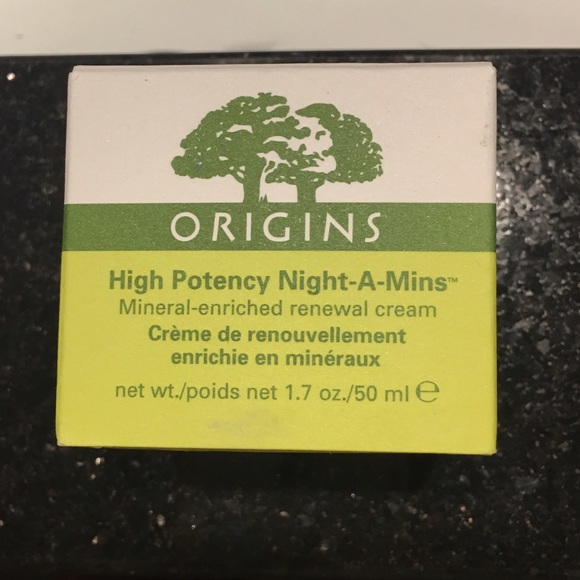 ORIGINS
High Potency Night-A-Mins™
Mineral-enriched renewal cream
Crème de renouvellement
enrichie en minéraux
net wt./poids net 1.7 oz./50 ml ℮